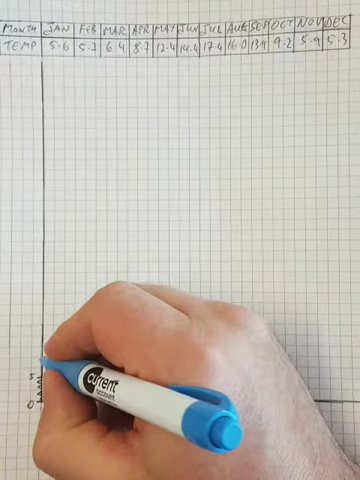 MONTH JAN FEB MAR APR MAY JUN JUL AUG SEP OCT NOV DEC
TEMP 5.6 5.7 6.4 8.7 12.4 14.4 17.4 16.0 13.9 9.2 5.9 5.3
current
account
5
0